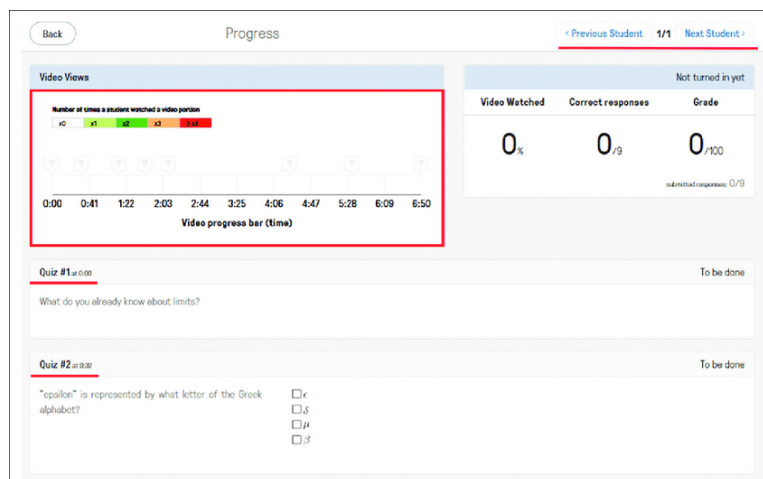 Back
Progress
‹ Previous Student 1/1 Next Student ›
Video Views
Not turned in yet
Number of times a student watched a video portion
x0 x1 x2 x3
? ? ? ? ? ? ? ?
0:00 0:41 1:22 2:03 2:44 3:25 4:06 4:47 5:28 6:09 6:50
Video progress bar (time)
Video Watched Correct responses Grade
0% 0/9 0/100
submitted responses: 0/9
Quiz #1 at 0:00
To be done
What do you already know about limits?
Quiz #2 at 0:32
To be done
"epsilon" is represented by what letter of the Greek
alphabet?
ϵ
δ
μ
β